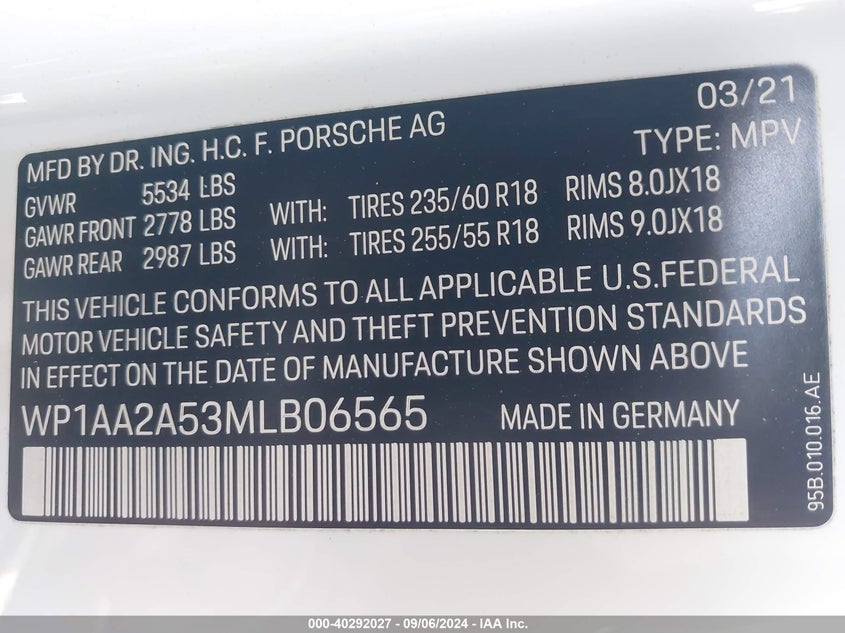 03/21
MFD BY DR. ING. H.C. F. PORSCHE AG TYPE: MPV
GVWR 5534 LBS
GAWR FRONT 2778 LBS WITH: TIRES 235/60 R18 RIMS 8.0JX18
GAWR REAR 2987 LBS WITH: TIRES 255/55 R18 RIMS 9.0JX18
THIS VEHICLE CONFORMS TO ALL APPLICABLE U.S.FEDERAL
MOTOR VEHICLE SAFETY AND THEFT PREVENTION STANDARDS
IN EFFECT ON THE DATE OF MANUFACTURE SHOWN ABOVE
WP1AA2A53MLB06565 MADE IN GERMANY
95B.010.016.AE
000-40292027 - 09/06/2024 - IAA Inc.